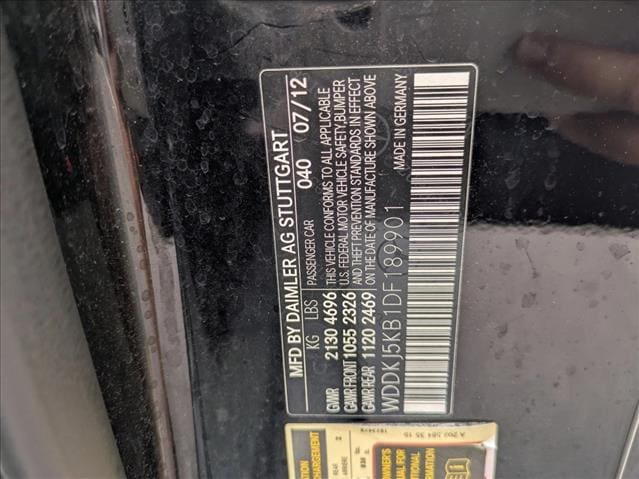 MFD BY DAIMLER AG STUTTGART
040 07/12
KG LBS PASSENGER CAR
GVWR 2130 4696 THIS VEHICLE CONFORMS TO ALL APPLICABLE
GAWR FRONT 1055 2326 U.S. FEDERAL MOTOR VEHICLE SAFETY, BUMPER
GAWR REAR 1120 2469 AND THEFT PREVENTION STANDARDS IN EFFECT
ON THE DATE OF MANUFACTURE SHOWN ABOVE
WDDKJ5KB1DF189901 MADE IN GERMANY